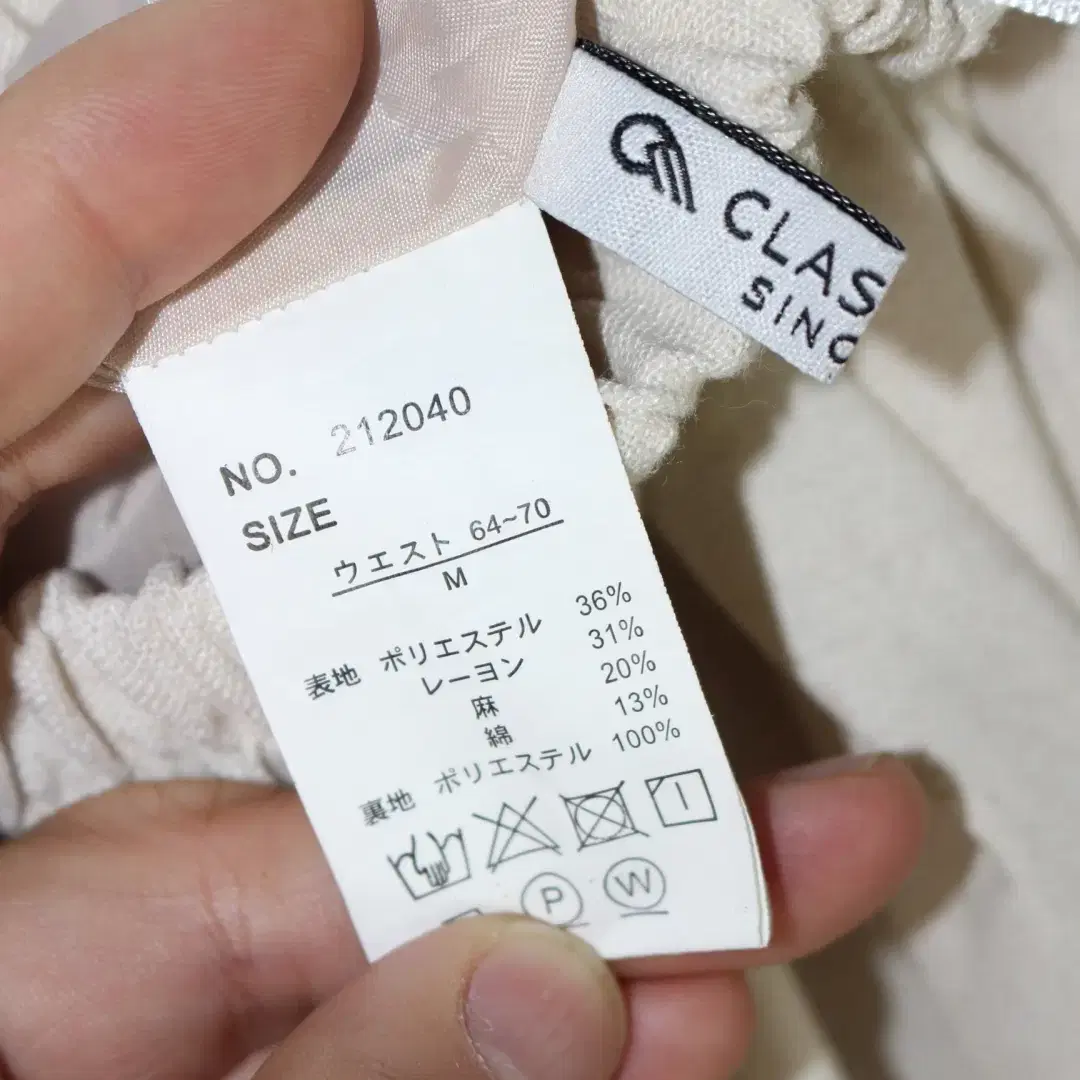 CLAS
SINC
NO. 212040
SIZE
ウエスト 64~70
M
表地 ポリエステル 36%
レーヨン 31%
麻 20%
綿 13%
裏地 ポリエステル 100%
P W